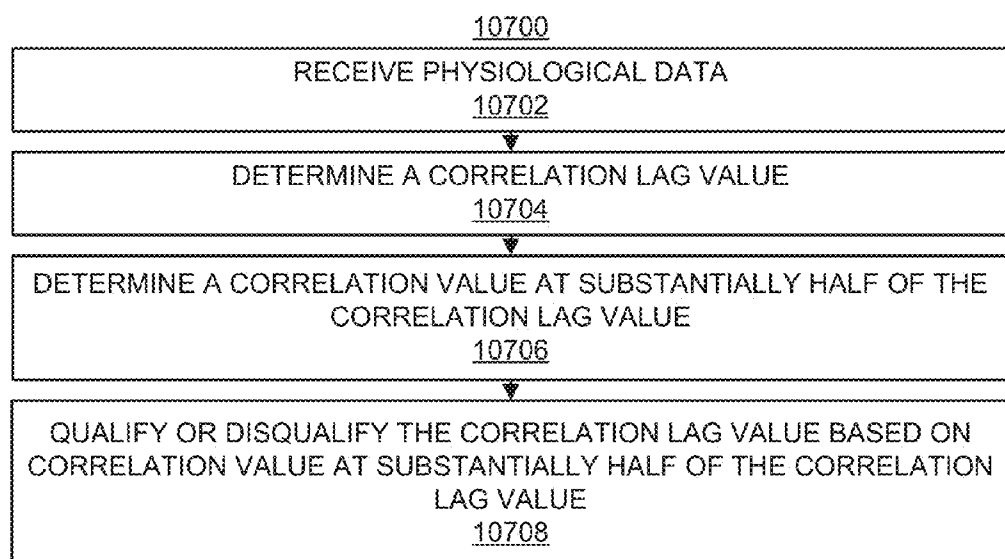 10700
RECEIVE PHYSIOLOGICAL DATA
10702
DETERMINE A CORRELATION LAG VALUE
10704
DETERMINE A CORRELATION VALUE AT SUBSTANTIALLY HALF OF THE
CORRELATION LAG VALUE
10706
QUALIFY OR DISQUALIFY THE CORRELATION LAG VALUE BASED ON
CORRELATION VALUE AT SUBSTANTIALLY HALF OF THE CORRELATION
LAG VALUE
10708